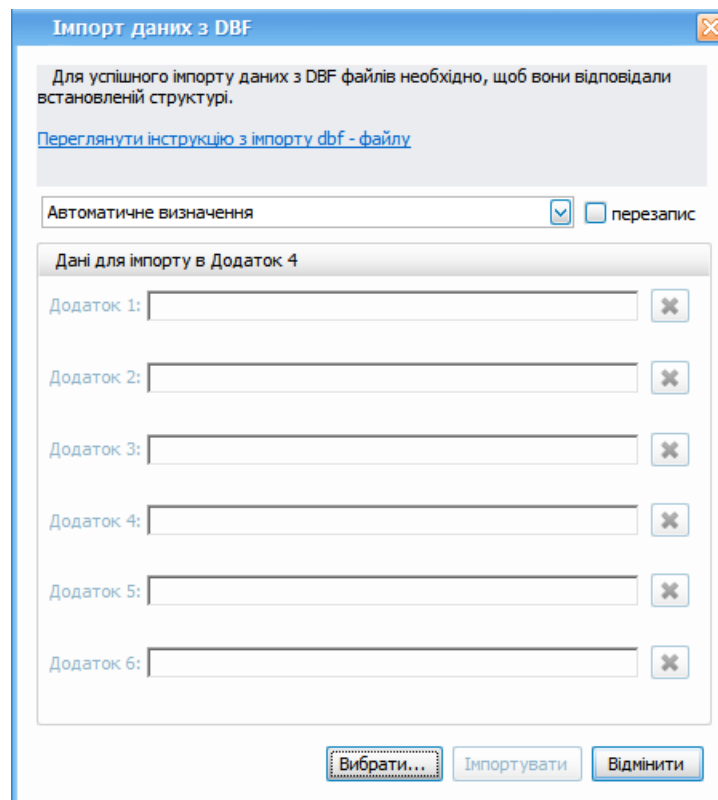 Імпорт даних з DBF
Для успішного імпорту даних з DBF файлів необхідно, щоб вони відповідали
встановленій структурі.
Переглянути інструкцію з імпорту dbf - файлу
Автоматичне визначення
перезапис
Дані для імпорту в Додаток 4
Додаток 1:
Додаток 2:
Додаток 3:
Додаток 4:
Додаток 5:
Додаток 6:
Вибрати... Імпортувати Відмінити